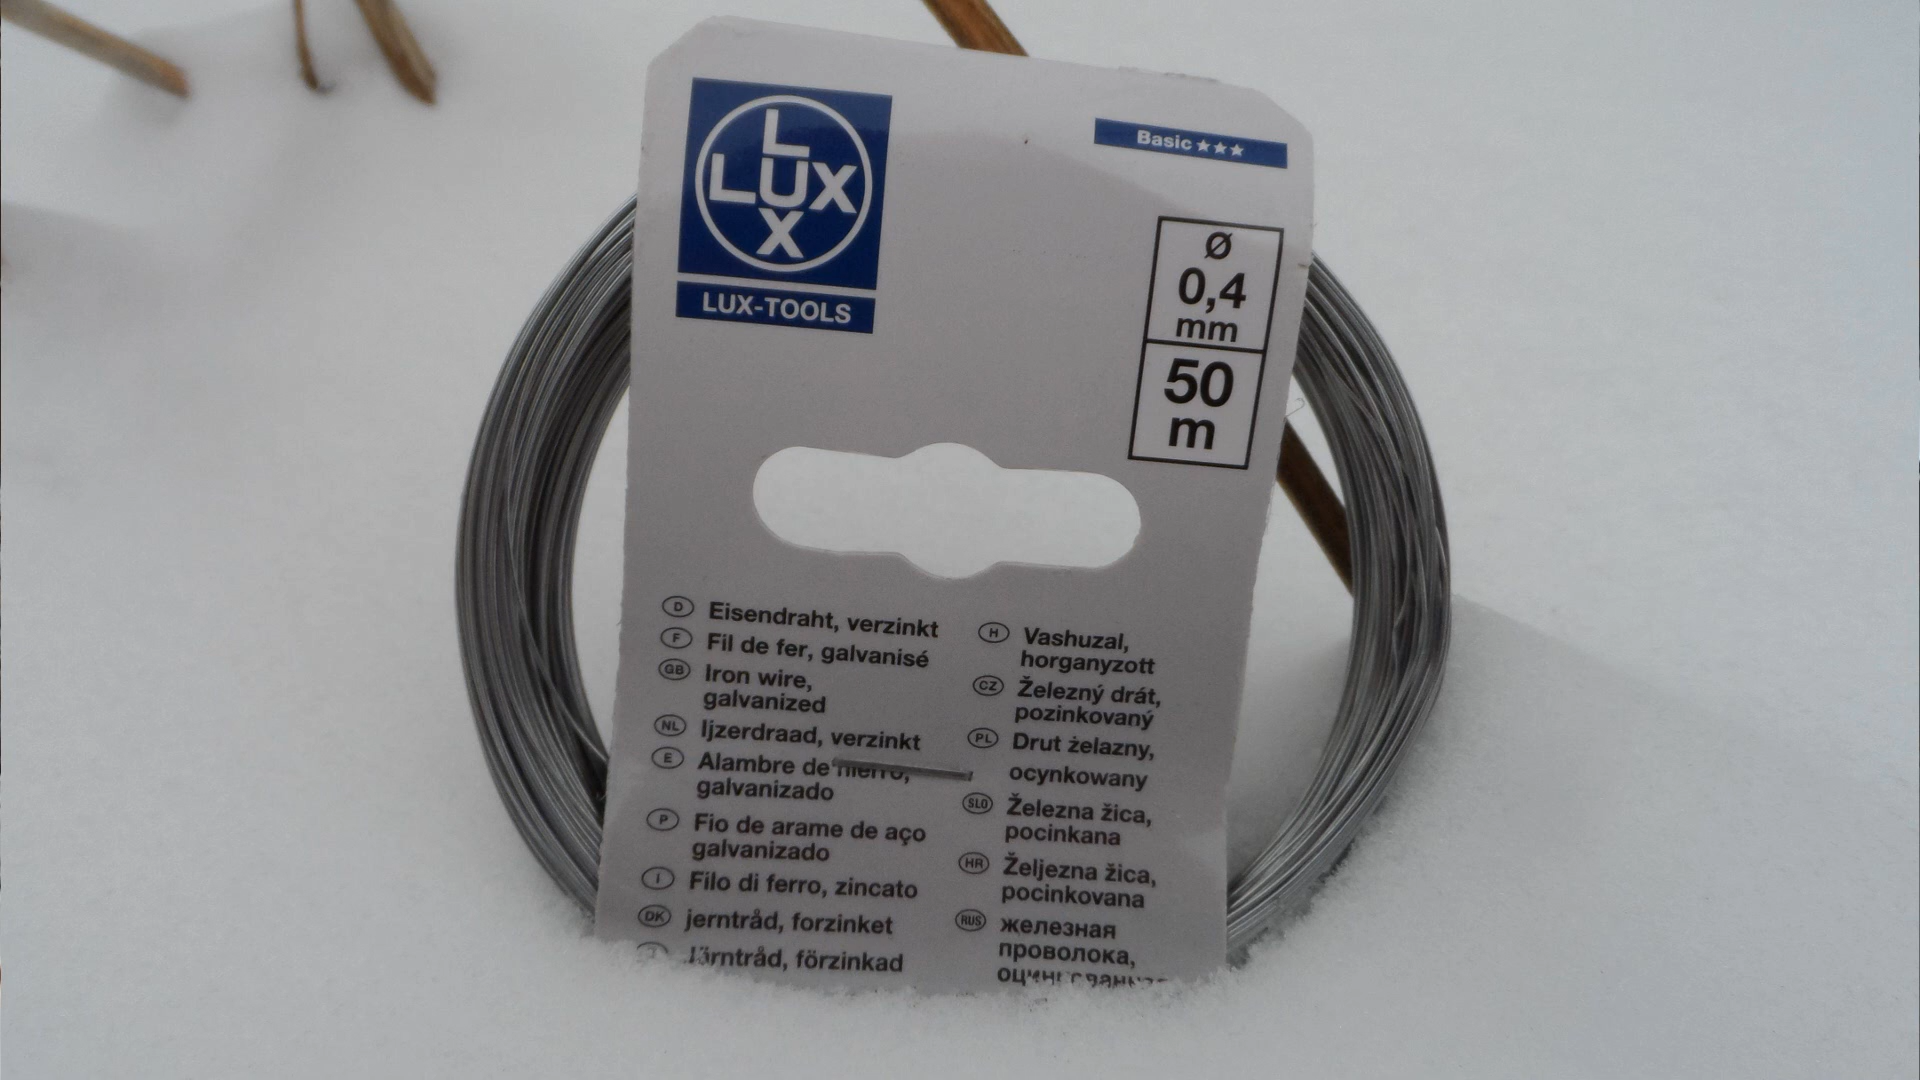 LUX
LUX
LUX-TOOLS
Basic ★★★
Ø
0,4
mm
50
m
D Eisendraht, verzinkt
F Fil de fer, galvanisé
GB Iron wire,
galvanized
NL Ijzerdraad, verzinkt
E Alambre de hierro,
galvanizado
P Fio de arame de aço
galvanizado
I Filo di ferro, zincato
DK jerntråd, forzinket
Järntråd, förzinkad
H Vashuzal,
horganyzott
CZ Železný drát,
pozinkovaný
PL Drut żelazny,
ocynkowany
SLO Železna žica,
pocinkana
HR Željezna žica,
pocinkovana
RUS железная
проволока,